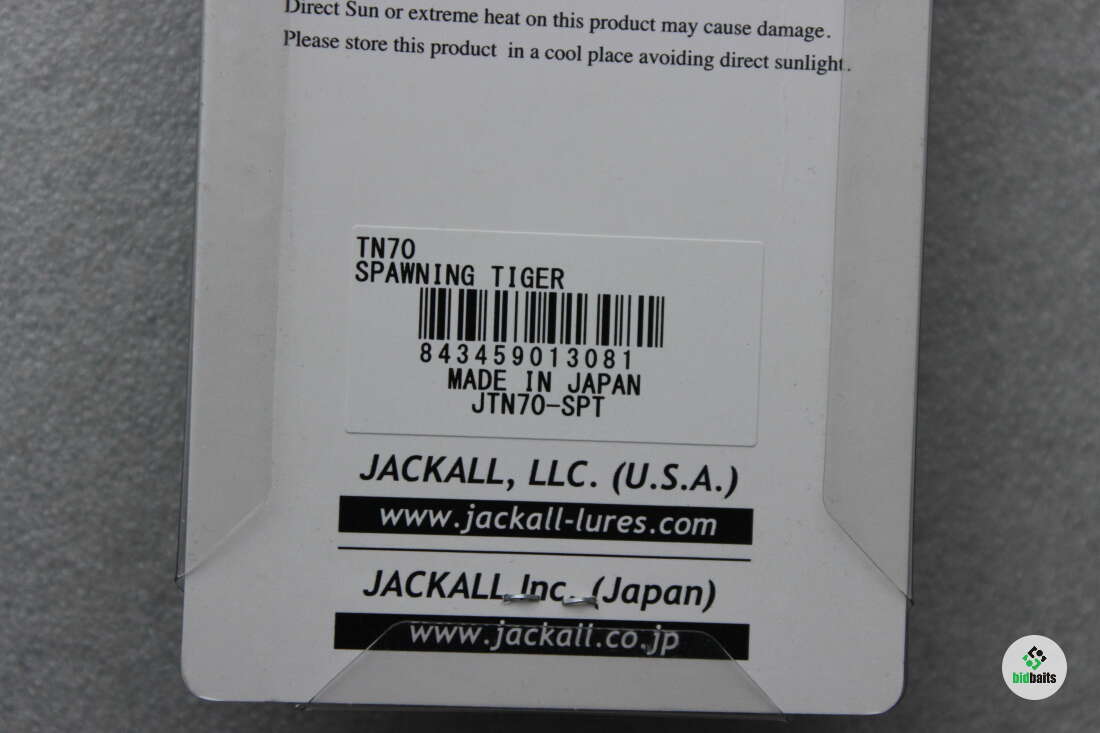 Direct Sun or extreme heat on this product may cause damage.
Please store this product in a cool place avoiding direct sunlight.
TN70
SPAWNING TIGER
843459013081
MADE IN JAPAN
JTN70-SPT
JACKALL, LLC. (U.S.A.)
www.jackall-lures.com
JACKALL Inc. (Japan)
www.jackall.co.jp
bidbaits